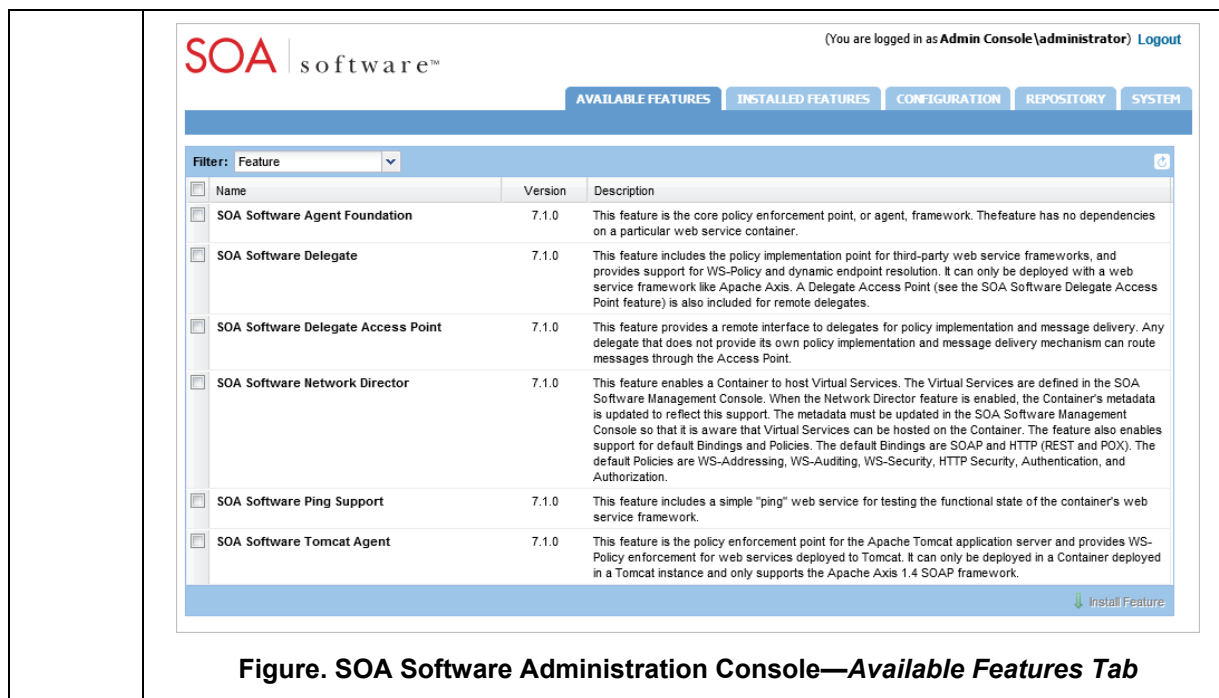 SOA software™
(You are logged in as Admin Console\administrator) Logout
AVAILABLE FEATURES INSTALLED FEATURES CONFIGURATION REPOSITORY SYSTEM
Filter: Feature
Name Version Description
SOA Software Agent Foundation 7.1.0 This feature is the core policy enforcement point, or agent, framework. Thefeature has no dependencies
on a particular web service container.
SOA Software Delegate 7.1.0 This feature includes the policy implementation point for third-party web service frameworks, and
provides support for WS-Policy and dynamic endpoint resolution. It can only be deployed with a web
service framework like Apache Axis. A Delegate Access Point (see the SOA Software Delegate Access
Point feature) is also included for remote delegates.
SOA Software Delegate Access Point 7.1.0 This feature provides a remote interface to delegates for policy implementation and message delivery. Any
delegate that does not provide its own policy implementation and message delivery mechanism can route
messages through the Access Point.
SOA Software Network Director 7.1.0 This feature enables a Container to host Virtual Services. The Virtual Services are defined in the SOA
Software Management Console. When the Network Director feature is enabled, the Container's metadata
is updated to reflect this support. The metadata must be updated in the SOA Software Management
Console so that it is aware that Virtual Services can be hosted on the Container. The feature also enables
support for default Bindings and Policies. The default Bindings are SOAP and HTTP (REST and POX). The
default Policies are WS-Addressing, WS-Auditing, WS-Security, HTTP Security, Authentication, and
Authorization.
SOA Software Ping Support 7.1.0 This feature includes a simple "ping" web service for testing the functional state of the container's web
service framework.
SOA Software Tomcat Agent 7.1.0 This feature is the policy enforcement point for the Apache Tomcat application server and provides WS-
Policy enforcement for web services deployed to Tomcat. It can only be deployed in a Container deployed
in a Tomcat instance and only supports the Apache Axis 1.4 SOAP framework.
Install Feature
Figure. SOA Software Administration Console—Available Features Tab